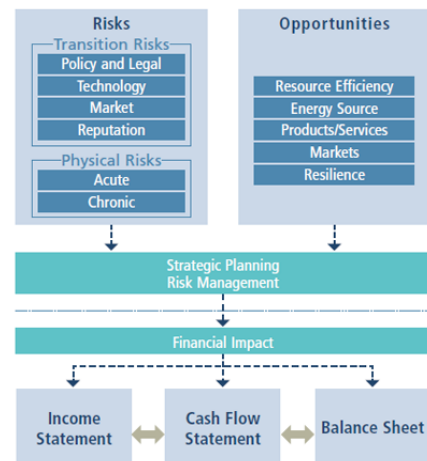 Risks
Transition Risks
Policy and Legal
Technology
Market
Reputation
Physical Risks
Acute
Chronic
Opportunities
Resource Efficiency
Energy Source
Products/Services
Markets
Resilience
Strategic Planning
Risk Management
Financial Impact
Income
Statement
Cash Flow
Statement
Balance Sheet